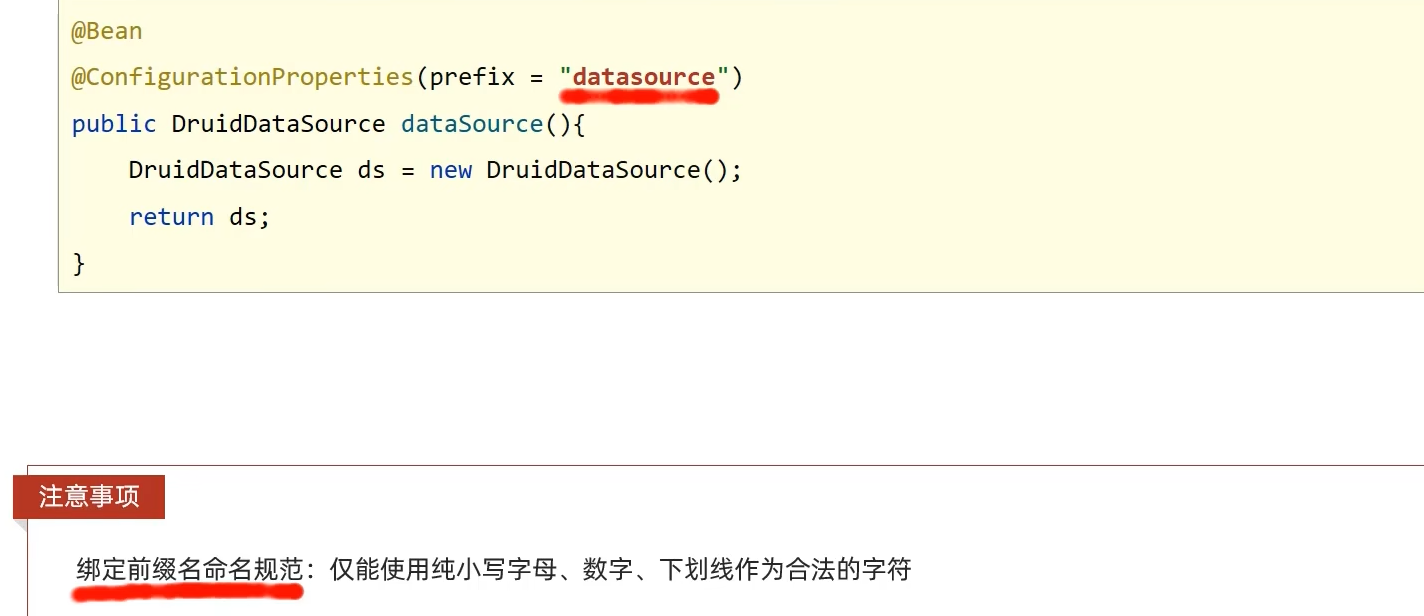 @Bean
@ConfigurationProperties(prefix = "datasource")
public DruidDataSource dataSource(){
    DruidDataSource ds = new DruidDataSource();
    return ds;
}
注意事项
绑定前缀名命名规范：仅能使用纯小写字母、数字、下划线作为合法的字符